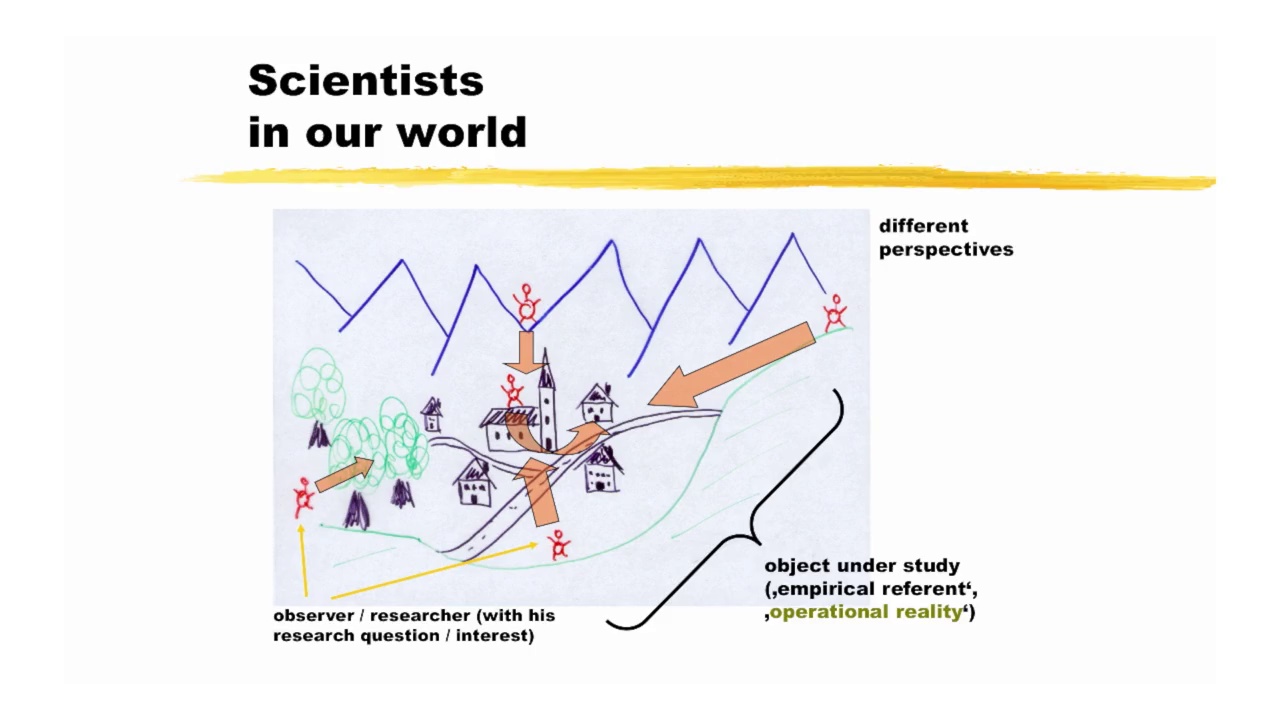 Scientists
in our world
different
perspectives
object under study
(‚empirical referent‘,
‚operational reality‘)
observer / researcher (with his
research question / interest)